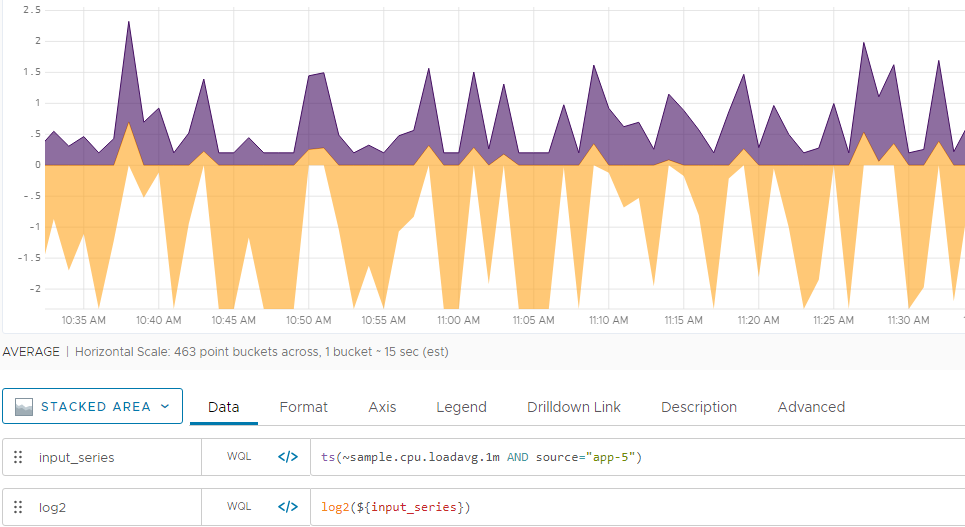 2.5
2
1.5
1
.5
0
-.5
-1
-1.5
-2
10:35 AM 10:40 AM 10:45 AM 10:50 AM 10:55 AM 11:00 AM 11:05 AM 11:10 AM 11:15 AM 11:20 AM 11:25 AM 11:30 AM
AVERAGE | Horizontal Scale: 463 point buckets across, 1 bucket ~ 15 sec (est)
STACKED AREA Data Format Axis Legend Drilldown Link Description Advanced
input_series WQL </> ts(~sample.cpu.loadavg.1m AND source="app-5")
log2 WQL </> log2(${input_series})